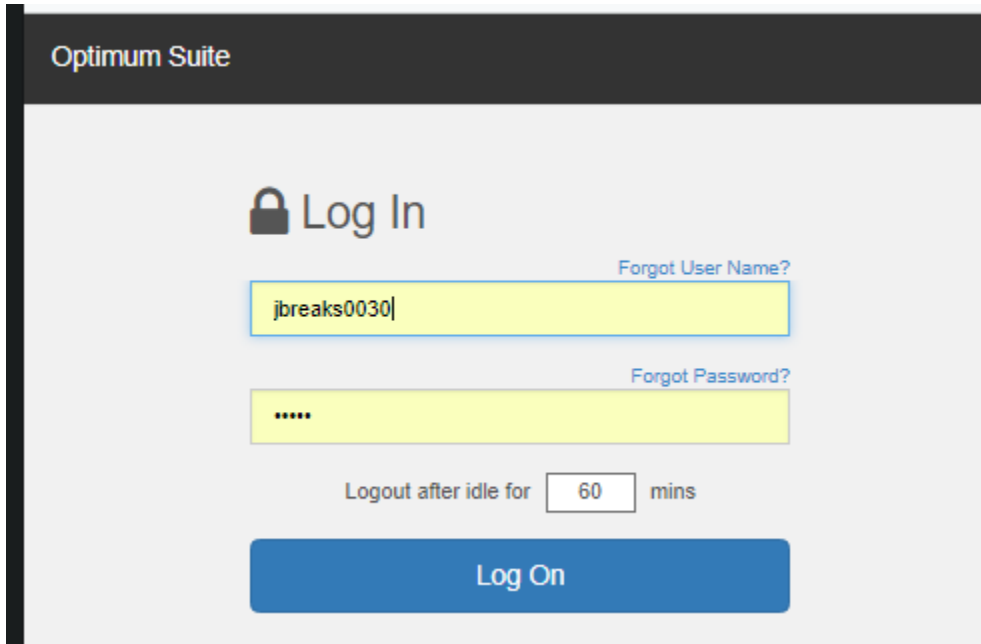 Optimum Suite
Log In
Forgot User Name?
jbreaks0030
Forgot Password?
•••••
Logout after idle for 60 mins
Log On